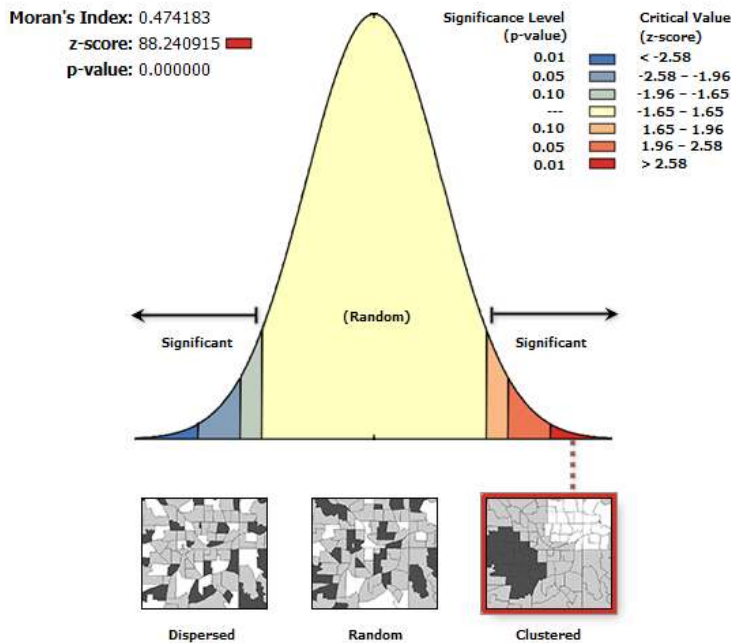 Moran's Index: 0.474183
z-score: 88.240915
p-value: 0.000000
Significance Level
(p-value)
Critical Value
(z-score)
0.01 < -2.58
0.05 -2.58 – -1.96
0.10 -1.96 – -1.65
--- -1.65 – 1.65
0.10 1.65 – 1.96
0.05 1.96 – 2.58
0.01 > 2.58
(Random)
Significant Significant
Dispersed Random Clustered